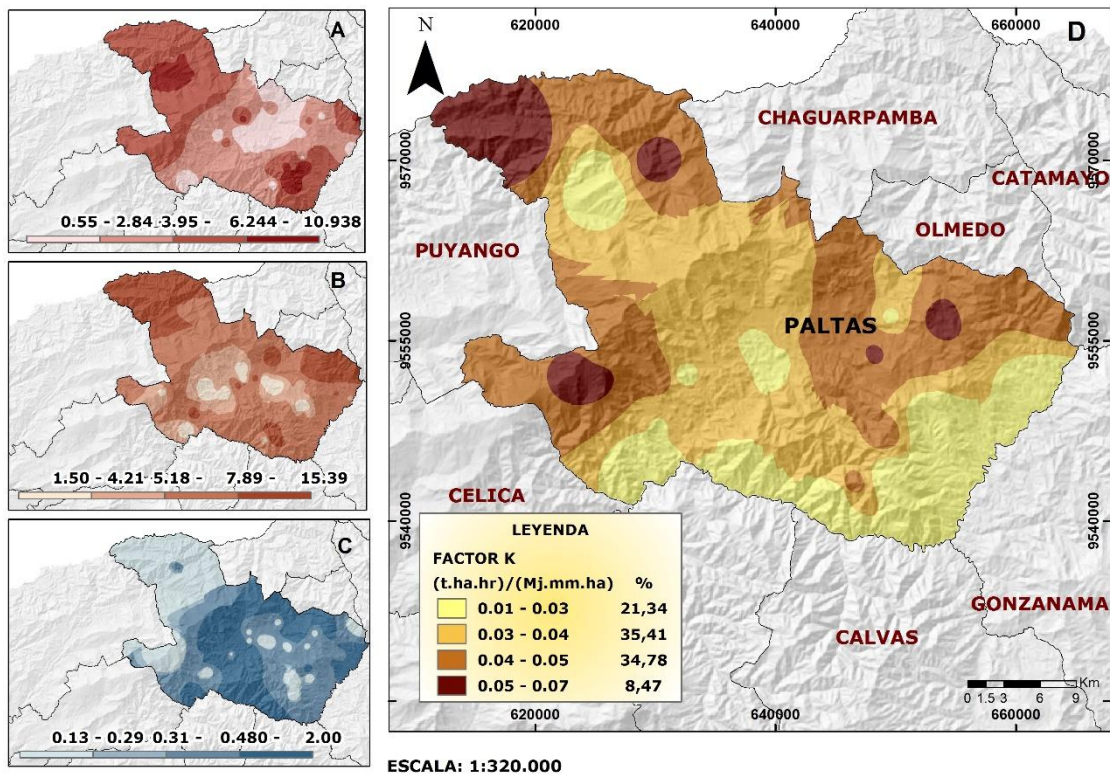 A
0.55 - 2.84 3.95 - 6.244 - 10.938
B
1.50 - 4.21 5.18 - 7.89 - 15.39
C
0.13 - 0.29 0.31 - 0.480 - 2.00
620000 640000 660000
N
D
CHAGUARPAMBA
9570000
9570000
CATAMAYO
OLMEDO
PUYANGO
PALTAS
9555000
9555000
CELICA
9540000
9540000
LEYENDA
FACTOR K
(t.ha.hr)/(Mj.mm.ha) %
0.01 - 0.03 21,34
0.03 - 0.04 35,41
0.04 - 0.05 34,78
0.05 - 0.07 8,47
GONZANAMA
CALVAS
Km
0 1.5 3 6 9
620000 640000 660000
ESCALA: 1:320.000